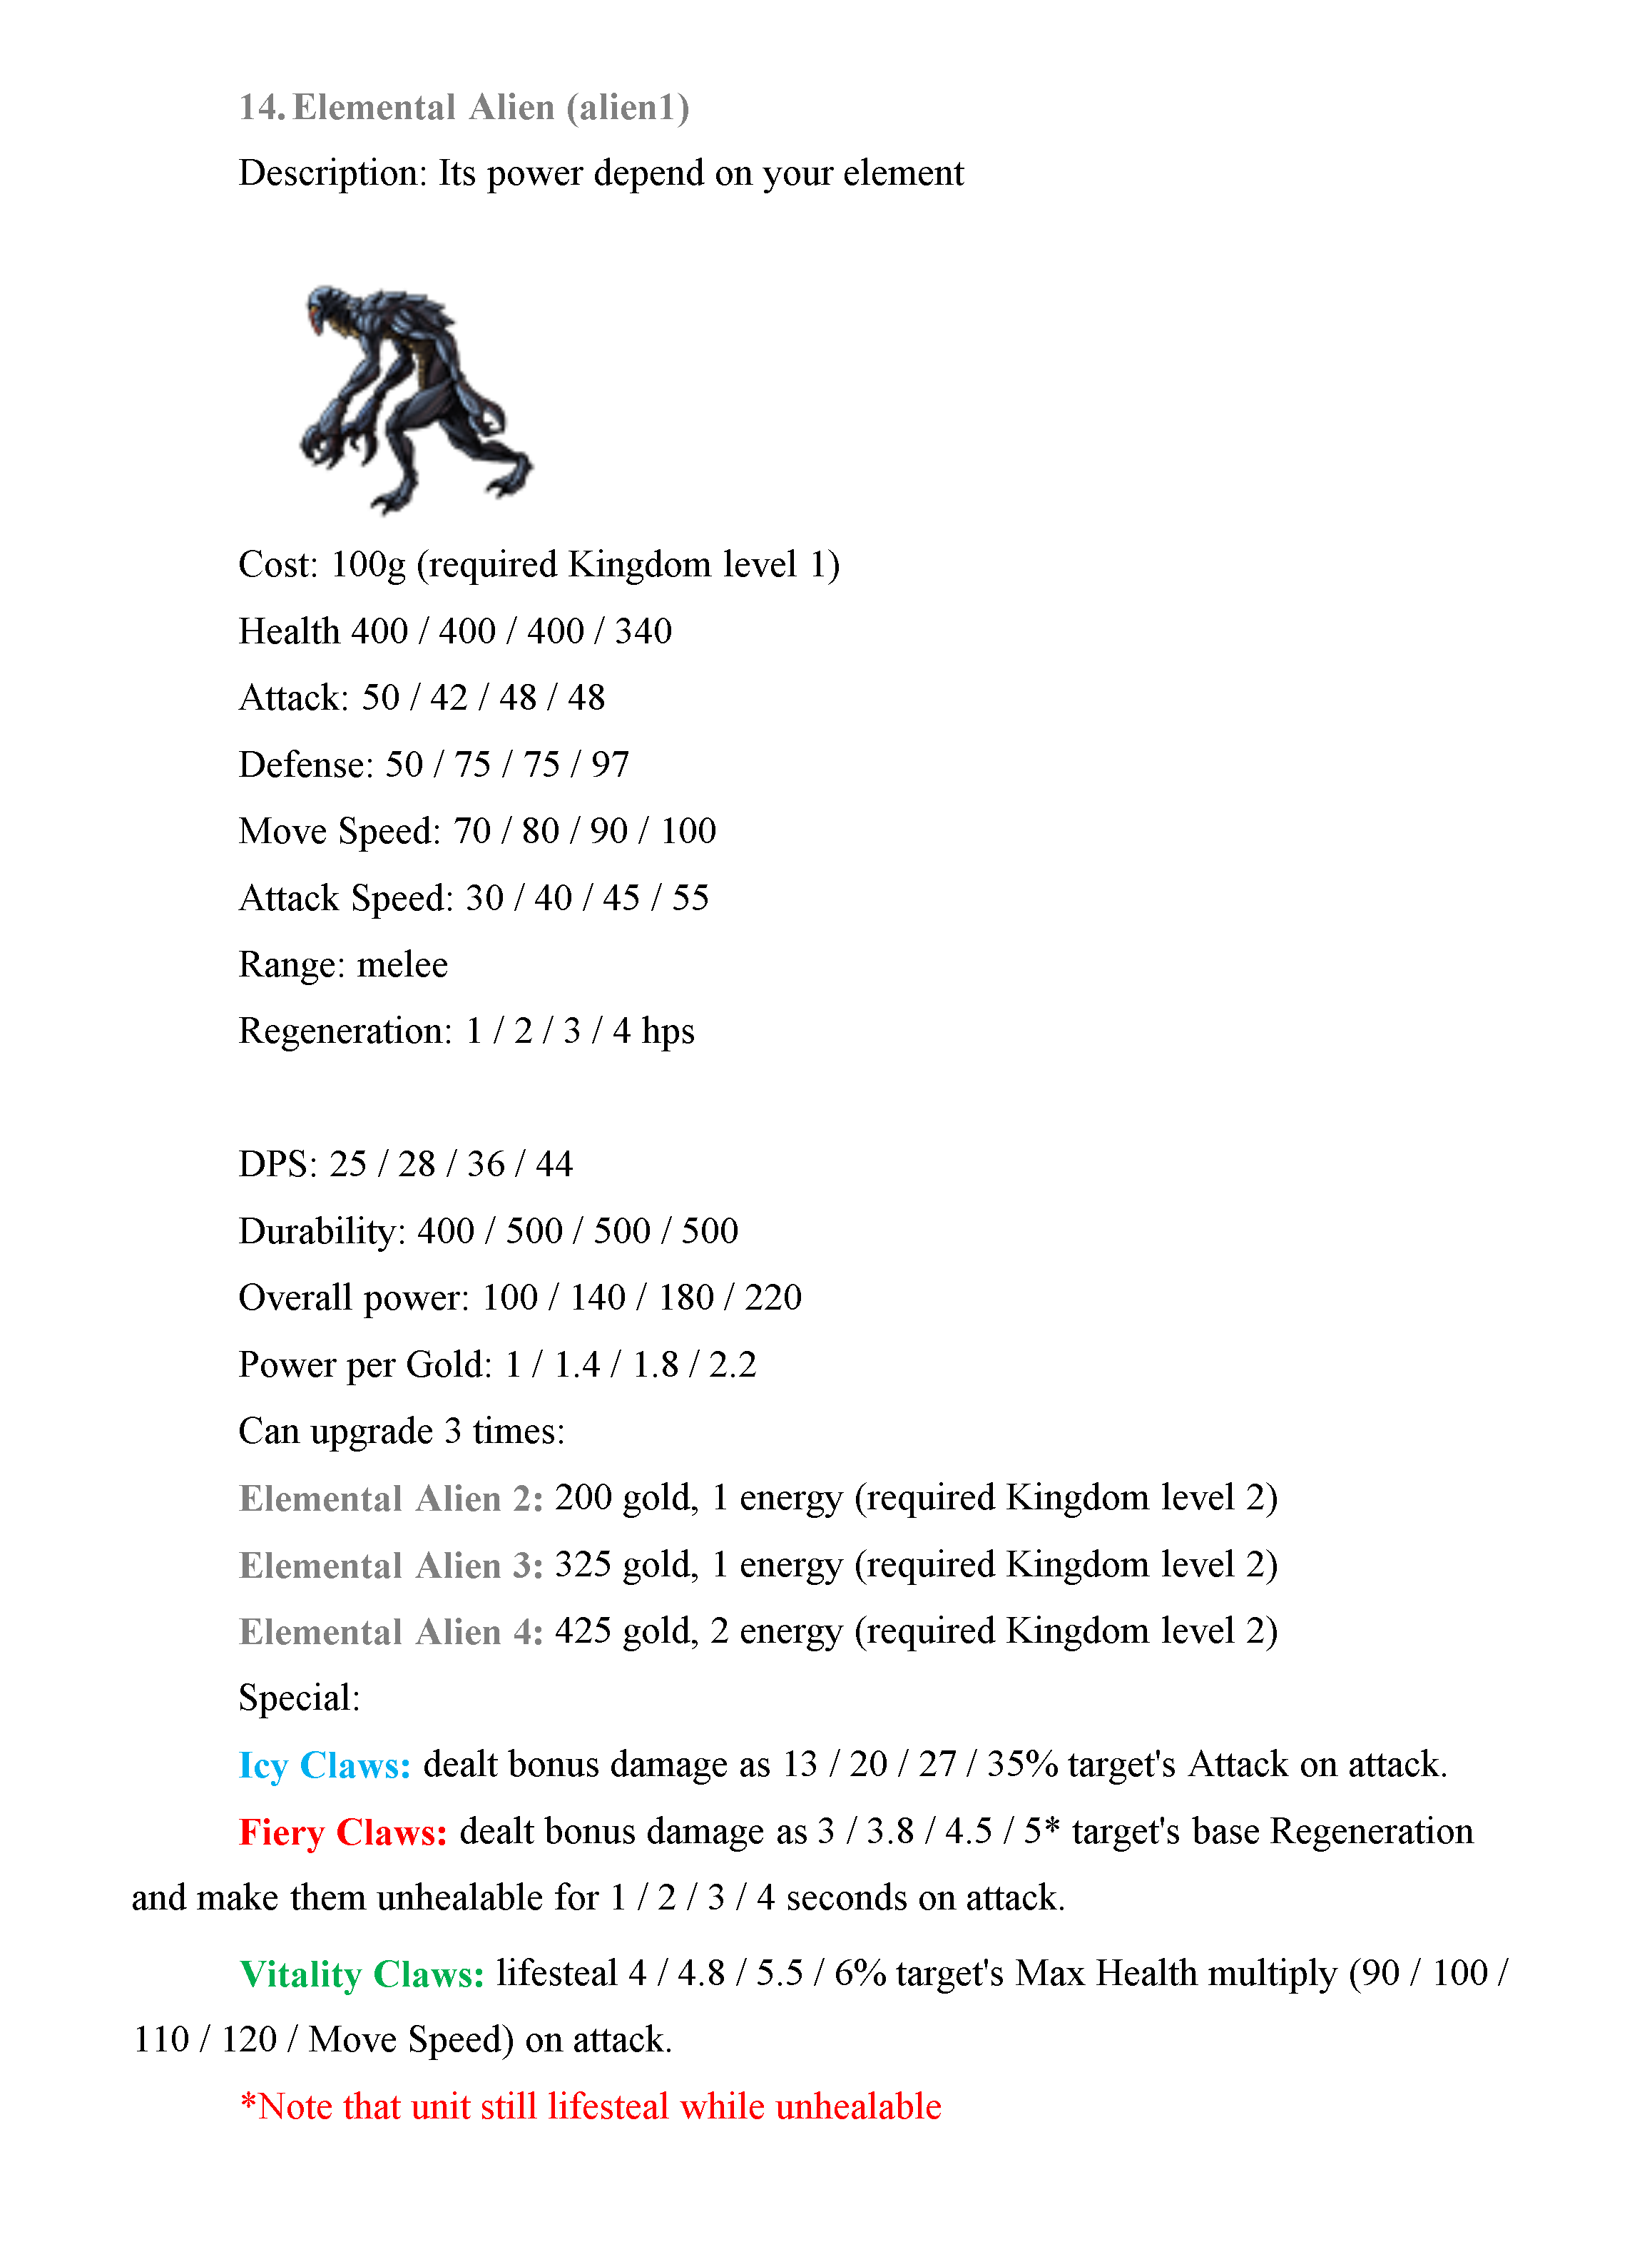 14. Elemental Alien (alien1)
Description: Its power depend on your element
Cost: 100g (required Kingdom level 1)
Health 400 / 400 / 400 / 340
Attack: 50 / 42 / 48 / 48
Defense: 50 / 75 / 75 / 97
Move Speed: 70 / 80 / 90 / 100
Attack Speed: 30 / 40 / 45 / 55
Range: melee
Regeneration: 1 / 2 / 3 / 4 hps
DPS: 25 / 28 / 36 / 44
Durability: 400 / 500 / 500 / 500
Overall power: 100 / 140 / 180 / 220
Power per Gold: 1 / 1.4 / 1.8 / 2.2
Can upgrade 3 times:
Elemental Alien 2: 200 gold, 1 energy (required Kingdom level 2)
Elemental Alien 3: 325 gold, 1 energy (required Kingdom level 2)
Elemental Alien 4: 425 gold, 2 energy (required Kingdom level 2)
Special:
Icy Claws: dealt bonus damage as 13 / 20 / 27 / 35% target's Attack on attack.
Fiery Claws: dealt bonus damage as 3 / 3.8 / 4.5 / 5* target's base Regeneration
and make them unhealable for 1 / 2 / 3 / 4 seconds on attack.
Vitality Claws: lifesteal 4 / 4.8 / 5.5 / 6% target's Max Health multiply (90 / 100 /
110 / 120 / Move Speed) on attack.
*Note that unit still lifesteal while unhealable